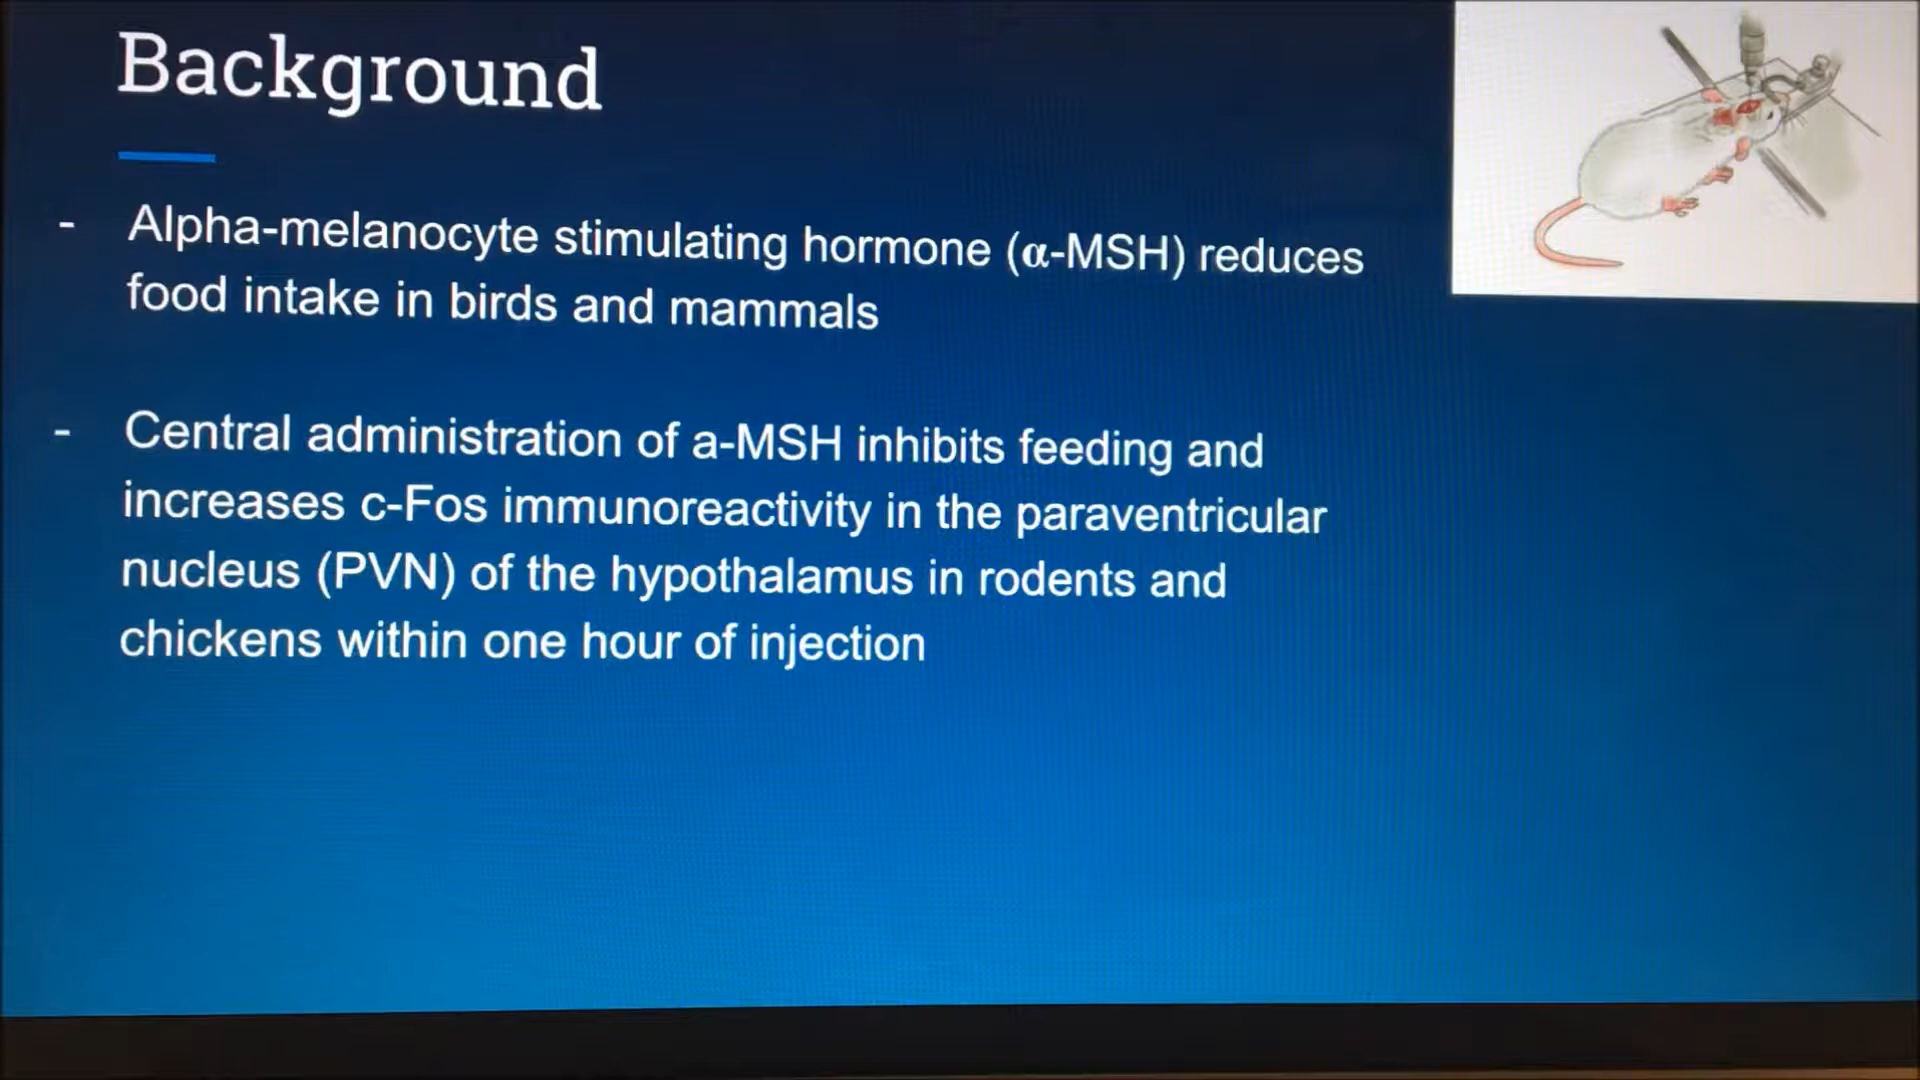 Background
- Alpha-melanocyte stimulating hormone (α-MSH) reduces
food intake in birds and mammals
- Central administration of a-MSH inhibits feeding and
increases c-Fos immunoreactivity in the paraventricular
nucleus (PVN) of the hypothalamus in rodents and
chickens within one hour of injection